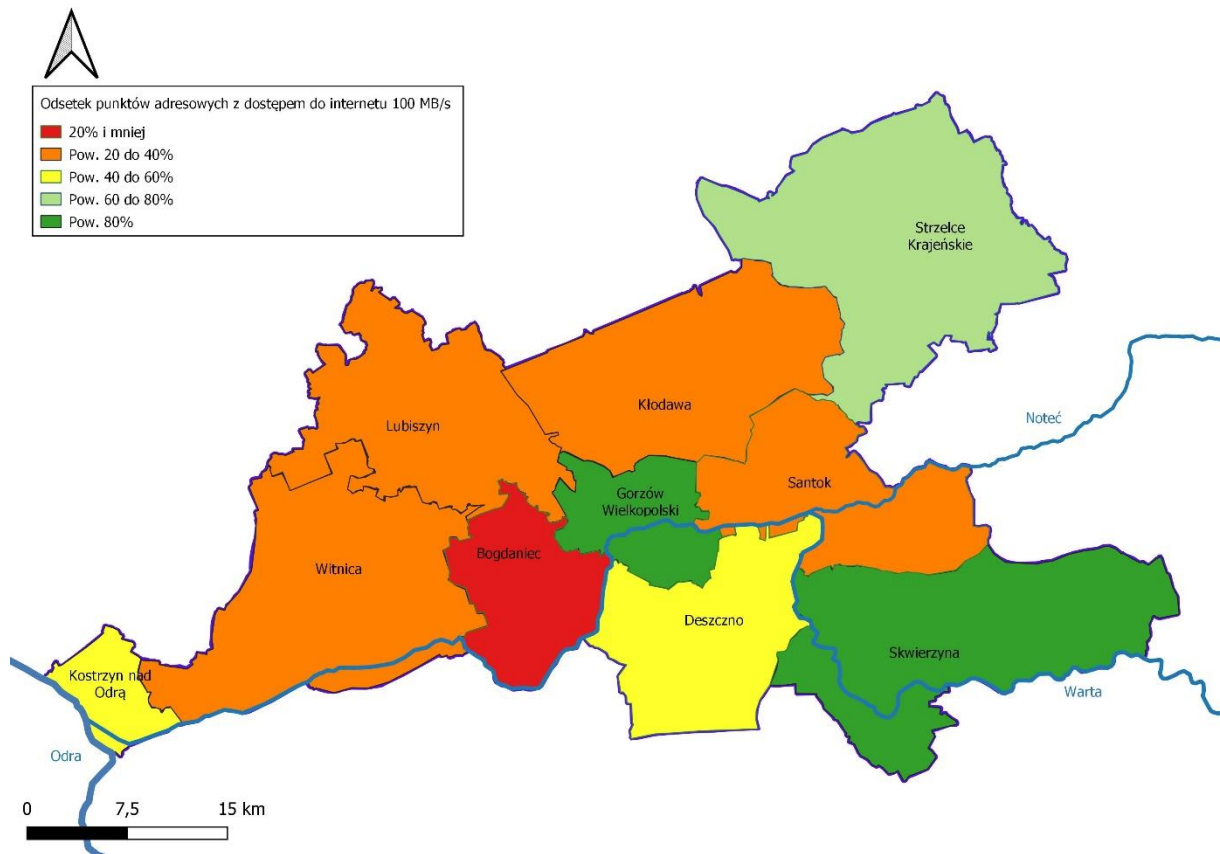 Odsetek punktów adresowych z dostępem do internetu 100 MB/s
20% i mniej
Pow. 20 do 40%
Pow. 40 do 60%
Pow. 60 do 80%
Pow. 80%
Strzelce
Krajeńskie
Kłodawa
Noteć
Lubiszyn
Santok
Gorzów
Wielkopolski
Bogdaniec
Witnica
Deszczno
Skwierzyna
Kostrzyn nad
Odrą
Warta
Odra
0 7,5 15 km